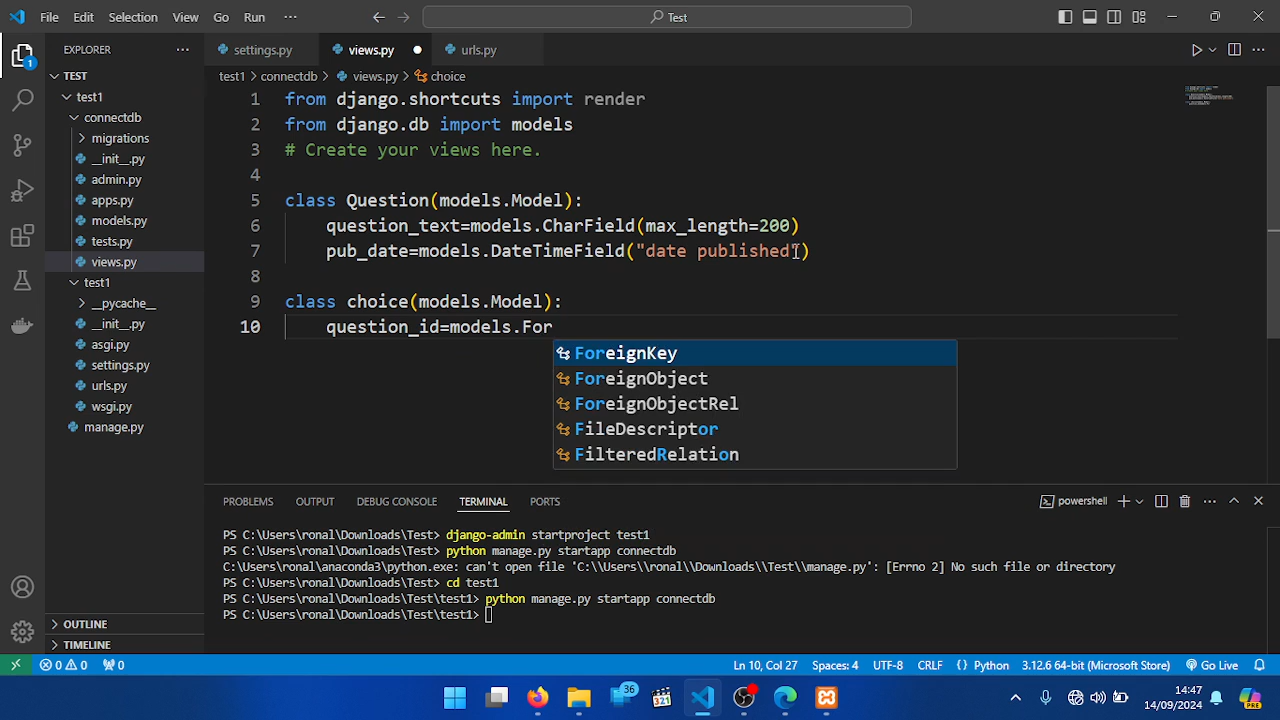 File Edit Selection View Go Run ··· Test
EXPLORER ···
settings.py views.py urls.py
TEST
test1 > connectdb > views.py > choice
test1
connectdb
migrations
__init__.py
admin.py
apps.py
models.py
tests.py
views.py
test1
__pycache__
__init__.py
asgi.py
settings.py
urls.py
wsgi.py
manage.py
OUTLINE
TIMELINE
1 from django.shortcuts import render
2 from django.db import models
3 # Create your views here.
4
5 class Question(models.Model):
6 question_text=models.CharField(max_length=200)
7 pub_date=models.DateTimeField("date published")
8
9 class choice(models.Model):
10 question_id=models.For
ForeignKey
ForeignObject
ForeignObjectRel
FileDescriptor
FilteredRelation
PROBLEMS OUTPUT DEBUG CONSOLE TERMINAL PORTS powershell
PS C:\Users\ronal\Downloads\Test> django-admin startproject test1
PS C:\Users\ronal\Downloads\Test> python manage.py startapp connectdb
C:\Users\ronal\anaconda3\python.exe: can't open file 'C:\\Users\\ronal\\Downloads\\Test\\manage.py': [Errno 2] No such file or directory
PS C:\Users\ronal\Downloads\Test> cd test1
PS C:\Users\ronal\Downloads\Test\test1> python manage.py startapp connectdb
PS C:\Users\ronal\Downloads\Test\test1>
0 0 0 Ln 10, Col 27 Spaces: 4 UTF-8 CRLF {} Python 3.12.6 64-bit (Microsoft Store) Go Live
36 321 14:47
14/09/2024 PRE
1